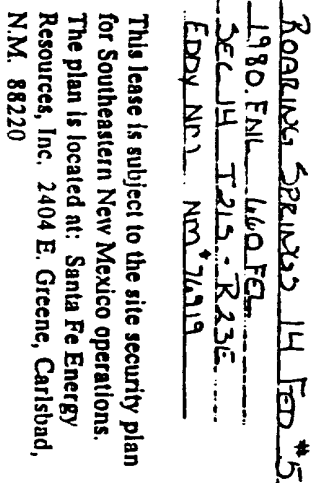 ROARING SPRINGS 14 FED #5
1980 FNL 660 FEL
SEC 14 T21S - R23E
EDDY NM NM#76919
This lease is subject to the site security plan
for Southeastern New Mexico operations.
The plan is located at: Santa Fe Energy
Resources, Inc. 2404 E. Greene, Carlsbad,
N.M. 88220